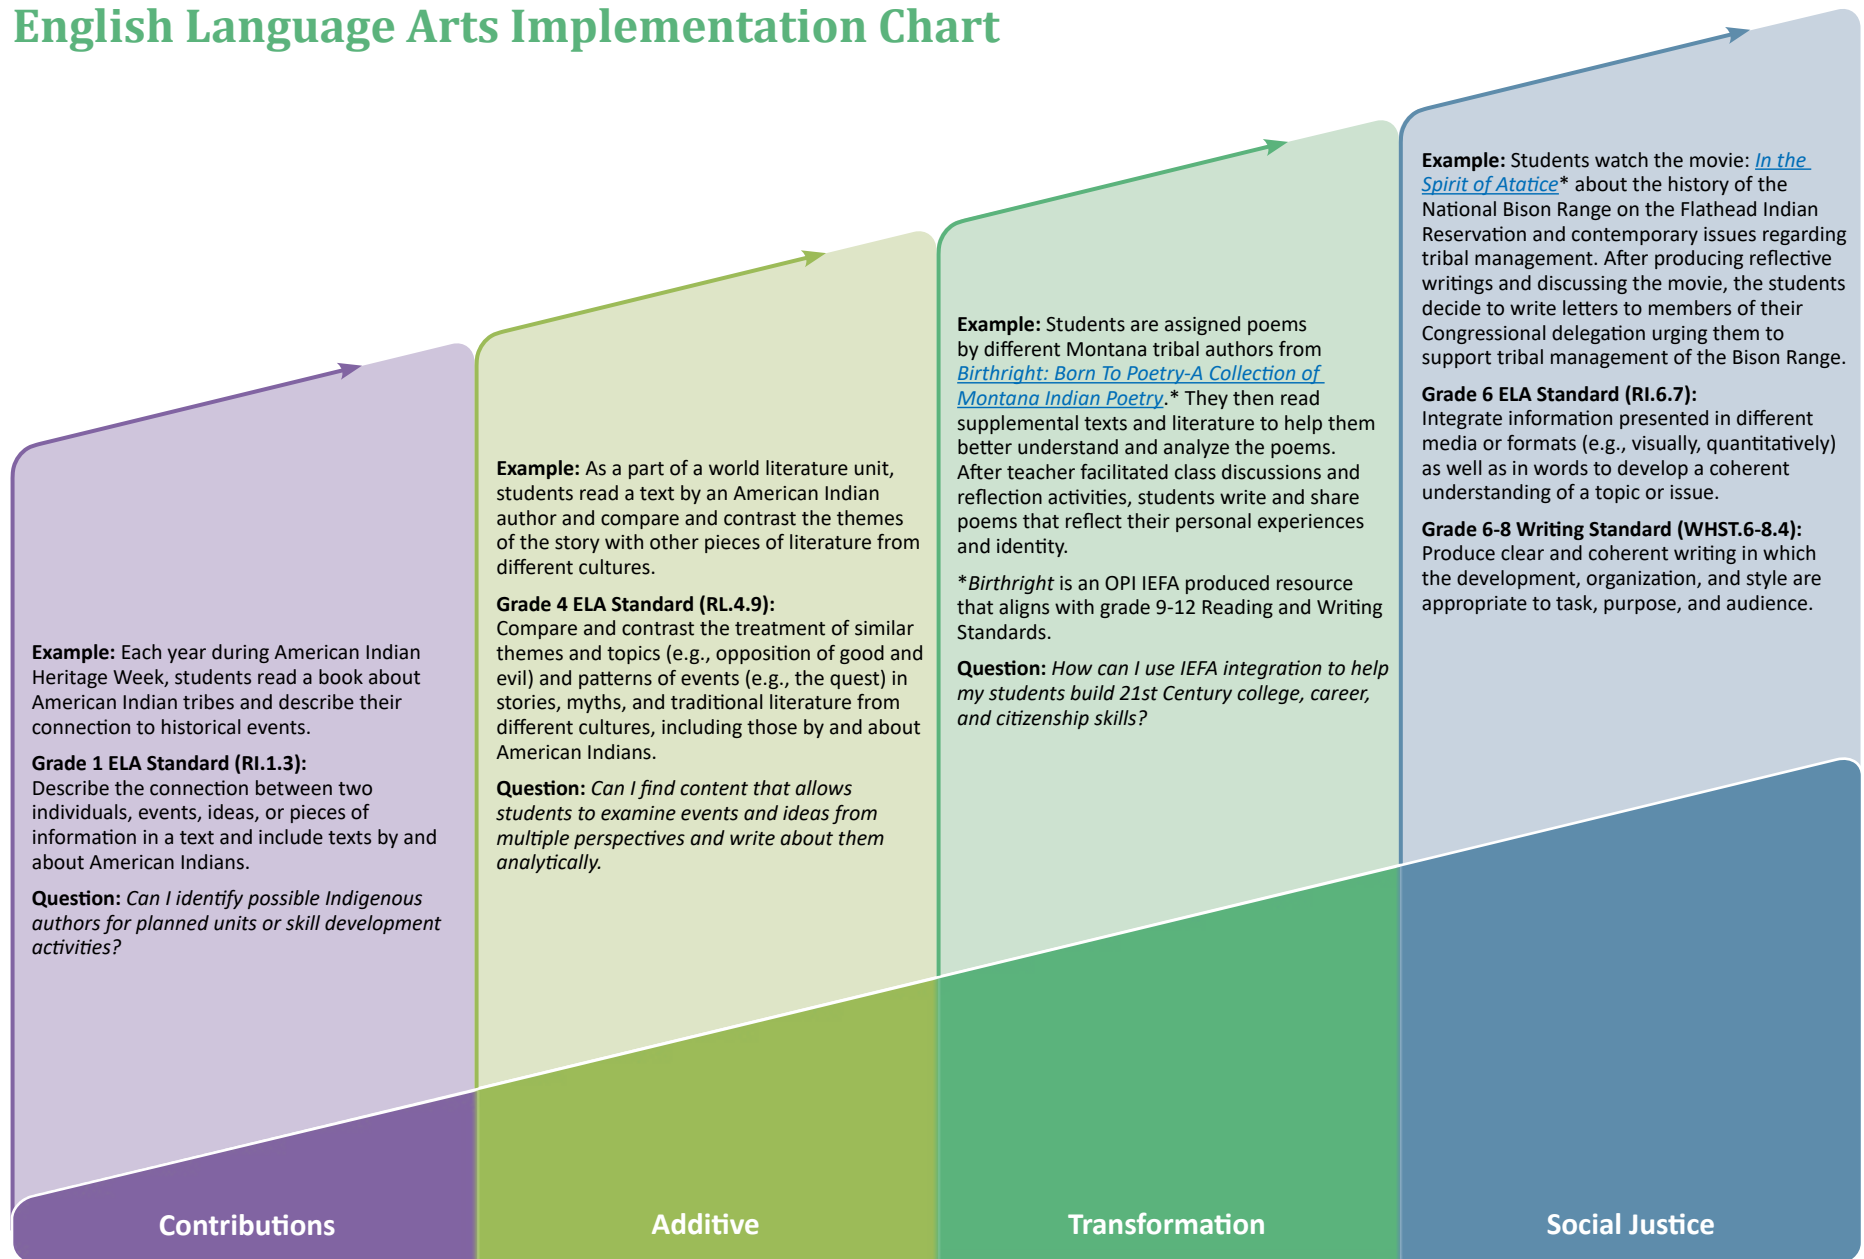 English Language Arts Implementation Chart
Example: Each year during American Indian
Heritage Week, students read a book about
American Indian tribes and describe their
connection to historical events.
Grade 1 ELA Standard (RI.1.3):
Describe the connection between two
individuals, events, ideas, or pieces of
information in a text and include texts by and
about American Indians.
Question: Can I identify possible Indigenous
authors for planned units or skill development
activities?
Contributions
Example: As a part of a world literature unit,
students read a text by an American Indian
author and compare and contrast the themes
of the story with other pieces of literature from
different cultures.
Grade 4 ELA Standard (RL.4.9):
Compare and contrast the treatment of similar
themes and topics (e.g., opposition of good and
evil) and patterns of events (e.g., the quest) in
stories, myths, and traditional literature from
different cultures, including those by and about
American Indians.
Question: Can I find content that allows
students to examine events and ideas from
multiple perspectives and write about them
analytically.
Additive
Example: Students are assigned poems
by different Montana tribal authors from
Birthright: Born To Poetry-A Collection of
Montana Indian Poetry.* They then read
supplemental texts and literature to help them
better understand and analyze the poems.
After teacher facilitated class discussions and
reflection activities, students write and share
poems that reflect their personal experiences
and identity.
*Birthright is an OPI IEFA produced resource
that aligns with grade 9-12 Reading and Writing
Standards.
Question: How can I use IEFA integration to help
my students build 21st Century college, career,
and citizenship skills?
Transformation
Example: Students watch the movie: In the
Spirit of Atatice* about the history of the
National Bison Range on the Flathead Indian
Reservation and contemporary issues regarding
tribal management. After producing reflective
writings and discussing the movie, the students
decide to write letters to members of their
Congressional delegation urging them to
support tribal management of the Bison Range.
Grade 6 ELA Standard (RI.6.7):
Integrate information presented in different
media or formats (e.g., visually, quantitatively)
as well as in words to develop a coherent
understanding of a topic or issue.
Grade 6-8 Writing Standard (WHST.6-8.4):
Produce clear and coherent writing in which
the development, organization, and style are
appropriate to task, purpose, and audience.
Social Justice